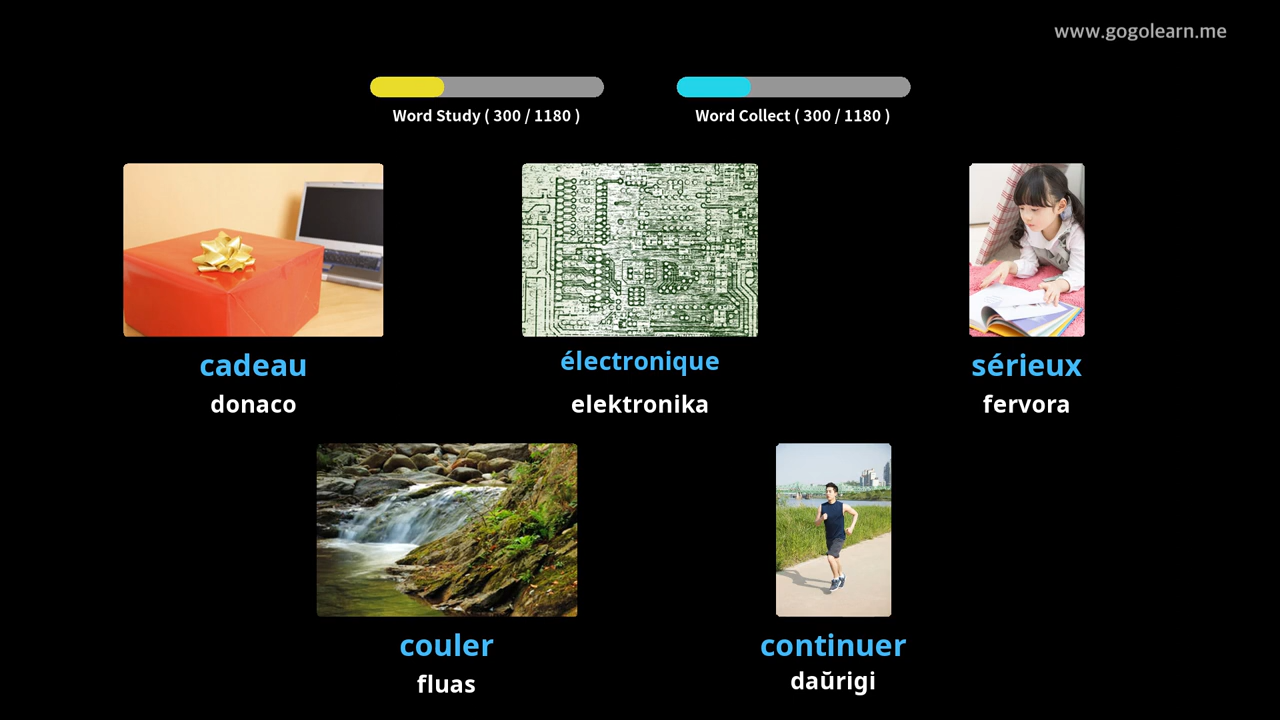 www.gogolearn.me
Word Study ( 300 / 1180 )
Word Collect ( 300 / 1180 )
cadeau
donaco
électronique
elektronika
sérieux
fervora
couler
fluas
continuer
daŭrigi